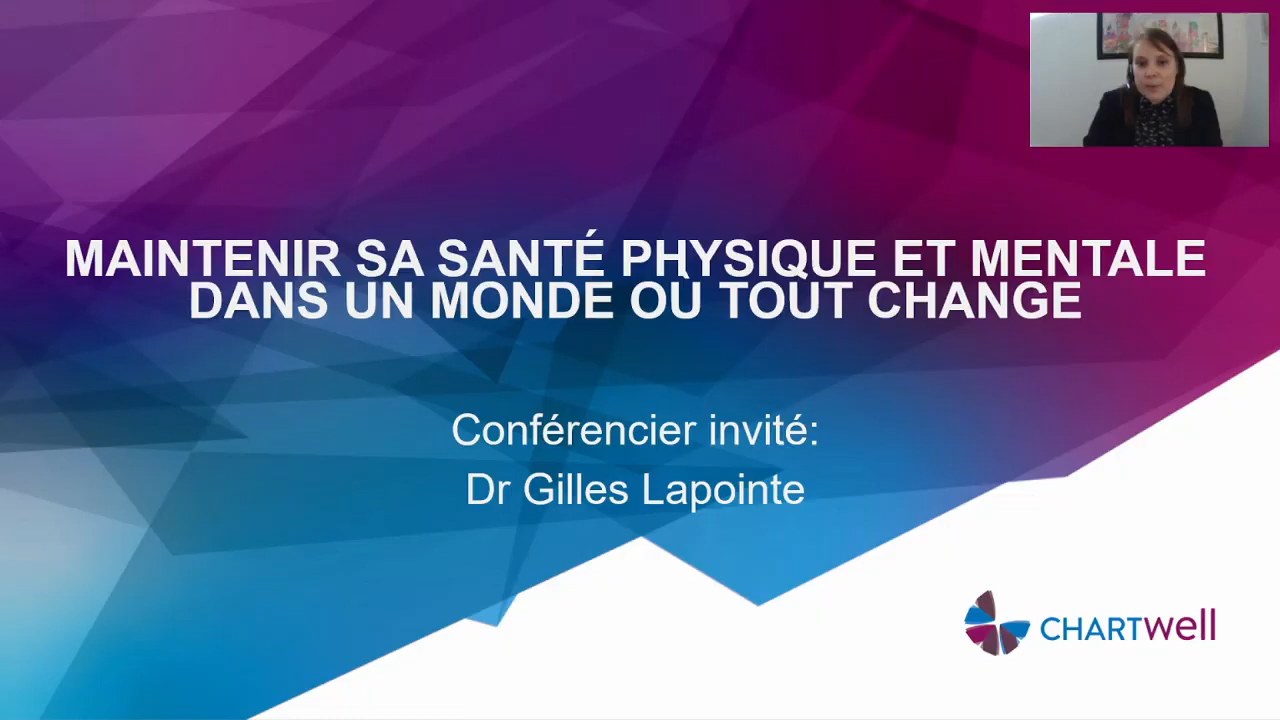 MAINTENIR SA SANTÉ PHYSIQUE ET MENTALE
DANS UN MONDE OÙ TOUT CHANGE
Conférencier invité:
Dr Gilles Lapointe
CHARTwell